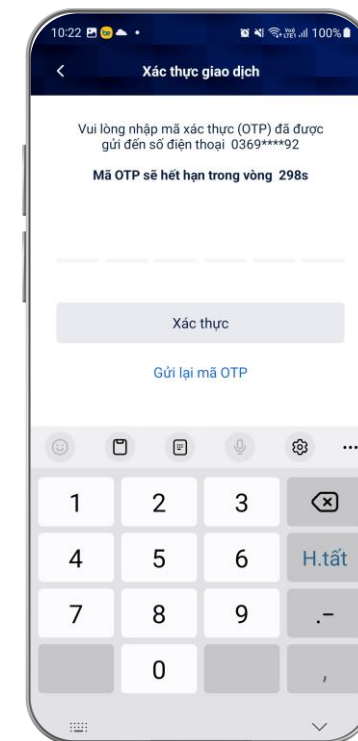 10:22
100%
Xác thực giao dịch
Vui lòng nhập mã xác thực (OTP) đã được
gửi đến số điện thoại 0369****92
Mã OTP sẽ hết hạn trong vòng 298s
Xác thực
Gửi lại mã OTP
1 2 3
4 5 6 H.tất
7 8 9 .–
0 ,